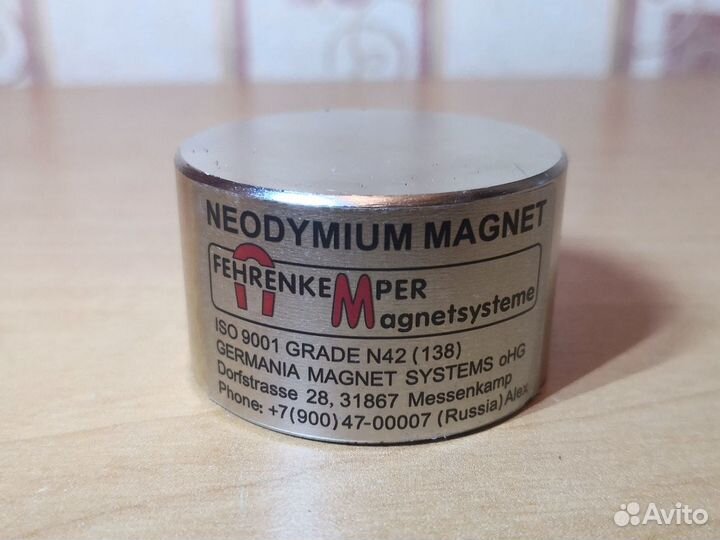 NEODYMIUM MAGNET
FEHRENKEMPER
Magnetsysteme
ISO 9001 GRADE N42 (138)
GERMANIA MAGNET SYSTEMS oHG
Dorfstrasse 28, 31867 Messenkamp
Phone: +7(900)47-00007 (Russia) Alex
Avito